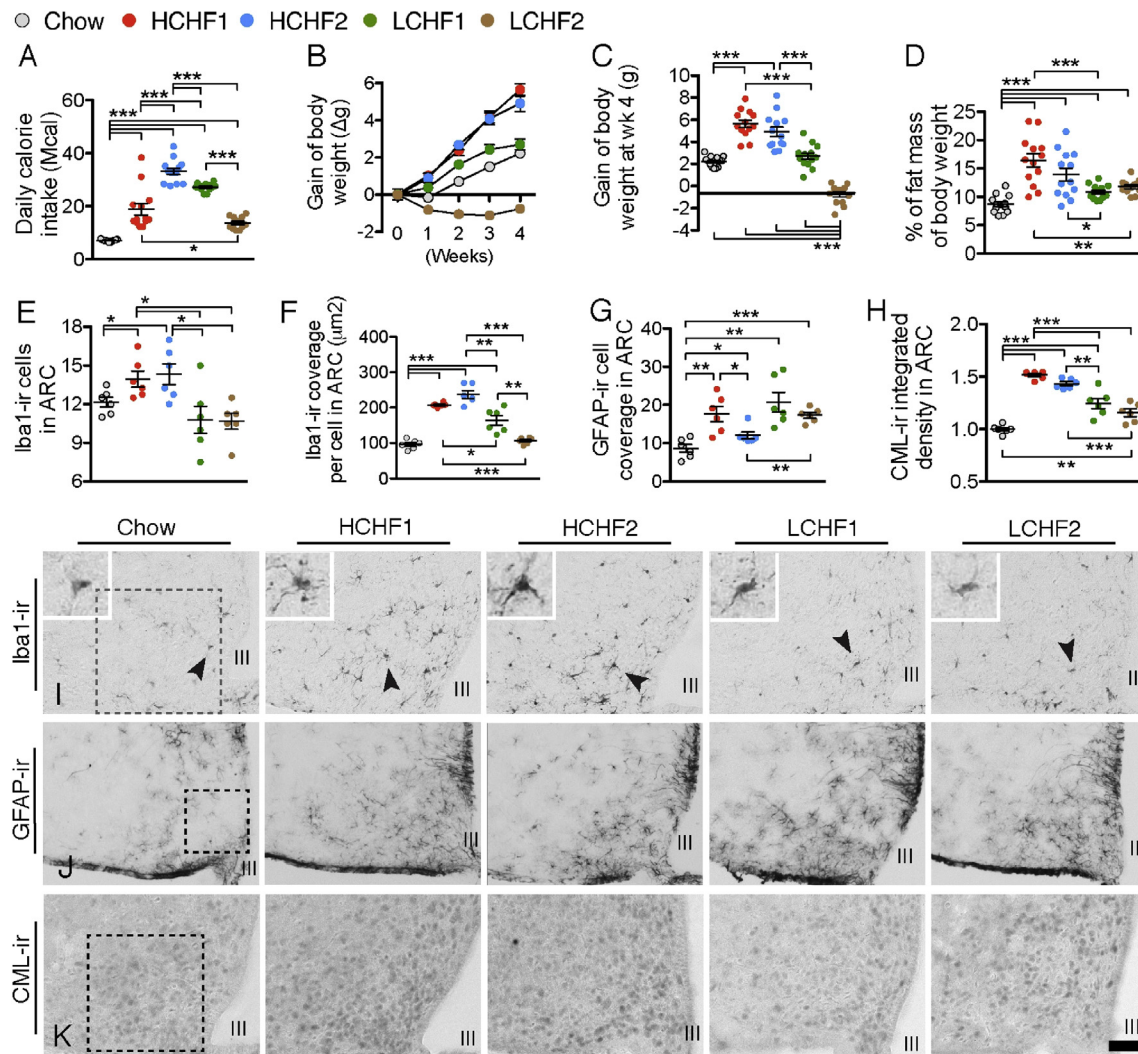 Chow HCHF1 HCHF2 LCHF1 LCHF2
A
Daily calorie
intake (Mcal)
60
40
20
0
***
***
***
***
***
***
*
B
Gain of body
weight (Δg)
6
4
2
0
-2
0 1 2 3 4
(Weeks)
C
Gain of body
weight at wk 4 (g)
10
8
6
4
2
0
-2
-4
*** ***
***
***
D
% of fat mass
of body weight
25
20
15
10
5
0
***
***
*
**
E
Iba1-ir cells
in ARC
18
15
12
9
6
*
*
*
*
F
Iba1-ir coverage
per cell in ARC (μm2)
400
300
200
100
0
***
**
***
**
*
***
G
GFAP-ir cell
coverage in ARC
40
30
20
10
0
***
**
*
** *
***
**
H
CML-ir integrated
density in ARC
2.0
1.5
1.0
0.5
***
***
**
***
**
Chow HCHF1 HCHF2 LCHF1 LCHF2
Iba1-ir
I
III III III III II
GFAP-ir
J
III III III III II
CML-ir
K
III III III III III